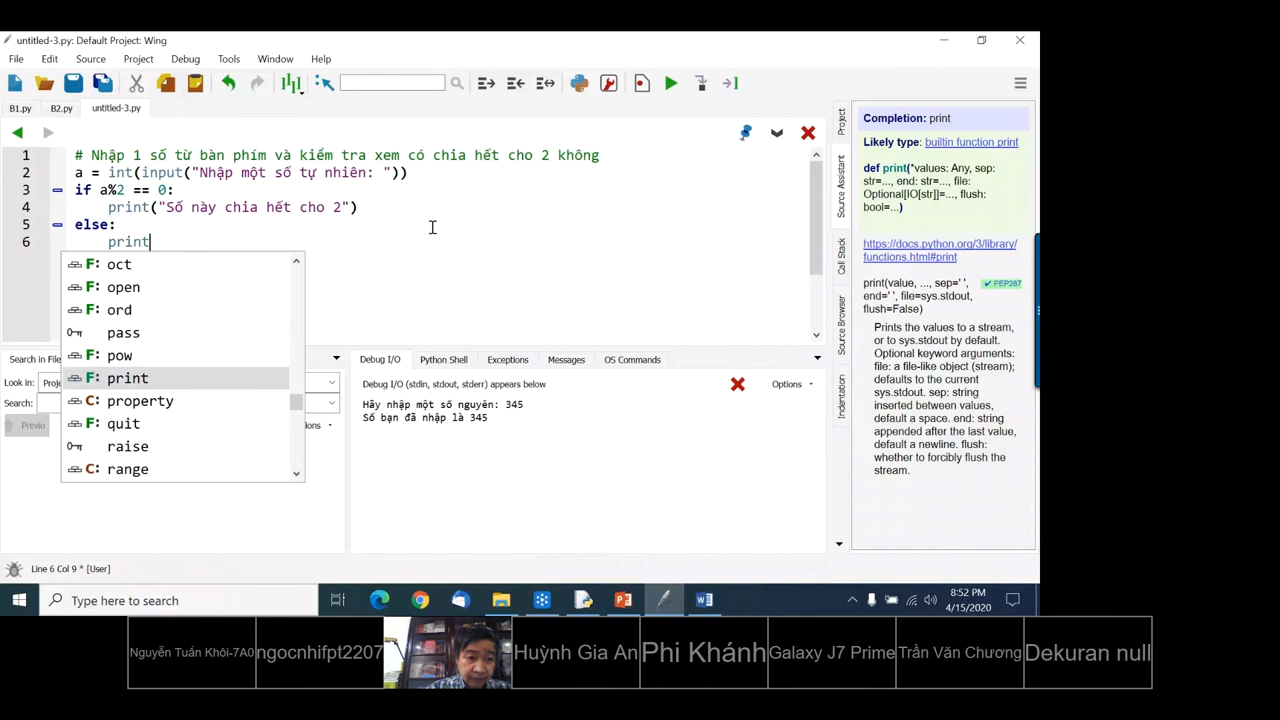 untitled-3.py: Default Project: Wing
File Edit Source Project Debug Tools Window Help
B1.py B2.py untitled-3.py
1 # Nhập 1 số từ bàn phím và kiểm tra xem có chia hết cho 2 không
2 a = int(input("Nhập một số tự nhiên: "))
3 if a%2 == 0:
4 print("Số này chia hết cho 2")
5 else:
6 print
F: oct
F: open
F: ord
pass
F: pow
F: print
C: property
F: quit
raise
C: range
Search in File
Look in: Proje
Search:
Previo
ions
Debug I/O Python Shell Exceptions Messages OS Commands
Debug I/O (stdin, stdout, stderr) appears below
Options
Hãy nhập một số nguyên: 345
Số bạn đã nhập là 345
Project
Source Assistant
Call Stack
Source Browser
Indentation
Completion: print
Likely type: builtin function print
def print(*values: Any, sep:
str=..., end: str=..., file:
Optional[IO[str]]=..., flush:
bool=...)
https://docs.python.org/3/library/
functions.html#print
print(value, ..., sep=' ',
end=' ', file=sys.stdout,
flush=False)
✔ PEP287
Prints the values to a stream,
or to sys.stdout by default.
Optional keyword arguments:
file: a file-like object (stream);
defaults to the current
sys.stdout. sep: string
inserted between values,
default a space. end: string
appended after the last value,
default a newline. flush:
whether to forcibly flush the
stream.
Line 6 Col 9 * [User]
Type here to search
8:52 PM
4/15/2020
Nguyễn Tuấn Khôi-7A0
ngocnhifpt2207
Huỳnh Gia An
Phi Khánh
Galaxy J7 Prime
Trần Văn Chương
Dekuran null